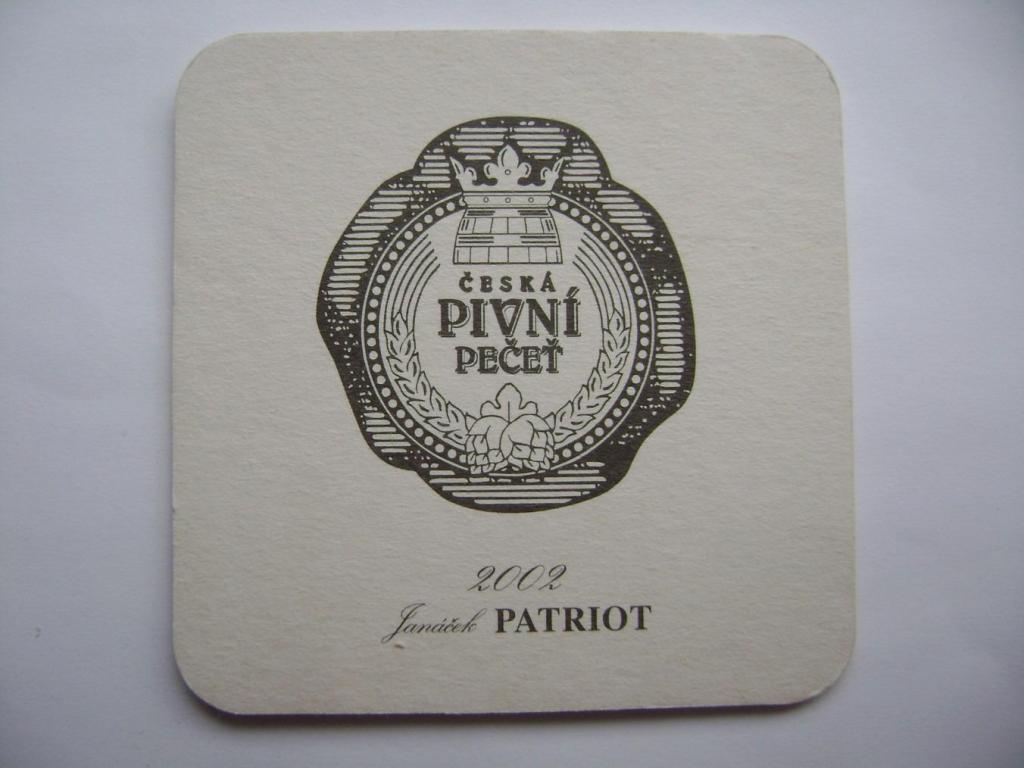 ČESKÁ
PIVNÍ
PEČEŤ
2002
Janáček PATRIOT